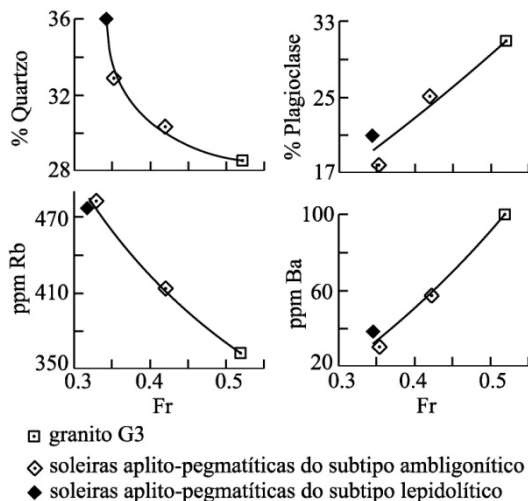 36
32
28
% Quartzo
33
25
17
% Plagioclase
470
410
350
ppm Rb
0.3
0.4
0.5
Fr
100
60
20
ppm Ba
0.3
0.4
0.5
Fr
granito G3
soleiras aplito-pegmatíticas do subtipo ambligonítico
soleiras aplito-pegmatíticas do subtipo lepidolítico